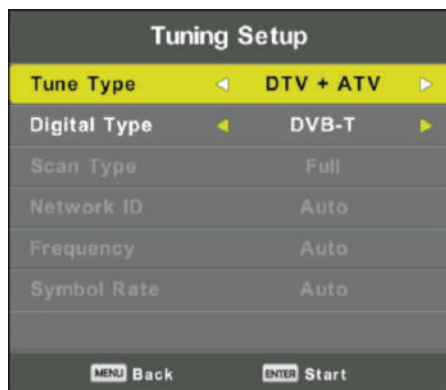 Tuning Setup
Tune Type DTV + ATV
Digital Type DVB-T
Scan Type Full
Network ID Auto
Frequency Auto
Symbol Rate Auto
MENU Back ENTER Start